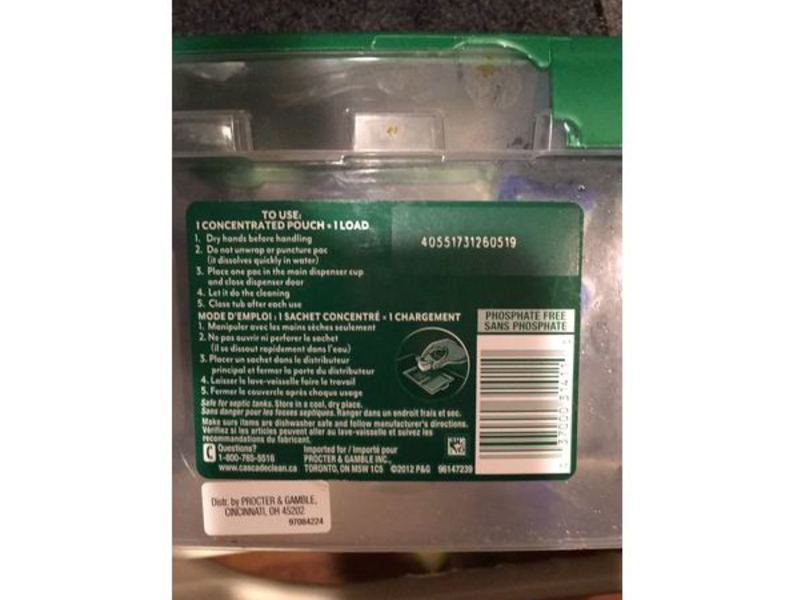 TO USE:
1 CONCENTRATED POUCH = 1 LOAD
1. Dry hands before handling
2. Do not unwrap or puncture pac
(it dissolves quickly in water)
3. Place one pac in the main dispenser cup
and close dispenser door
4. Let it do the cleaning
5. Close tub after each use
40551731260519
MODE D'EMPLOI : 1 SACHET CONCENTRÉ = 1 CHARGEMENT
1. Manipuler avec les mains sèches seulement
2. Ne pas ouvrir ni perforer le sachet
(il se dissout rapidement dans l'eau)
3. Placer un sachet dans le distributeur
principal et fermer la porte du distributeur
4. Laisser le lave-vaisselle faire le travail
5. Fermer le couvercle après chaque usage
PHOSPHATE FREE
SANS PHOSPHATE
Safe for septic tanks. Store in a cool, dry place.
Sans danger pour les fosses septiques. Ranger dans un endroit frais et sec.
Make sure items are dishwasher safe and follow manufacturer's directions.
Vérifiez si les articles peuvent aller au lave-vaisselle et suivez les
recommandations du fabricant.
Questions?
1-800-765-5516
www.cascadeclean.ca
Imported for / Importé pour
PROCTER & GAMBLE INC.,
TORONTO, ON M5W 1C5 ©2012 P&G 96147239
Distr. by PROCTER & GAMBLE,
CINCINNATI, OH 45202
97084224